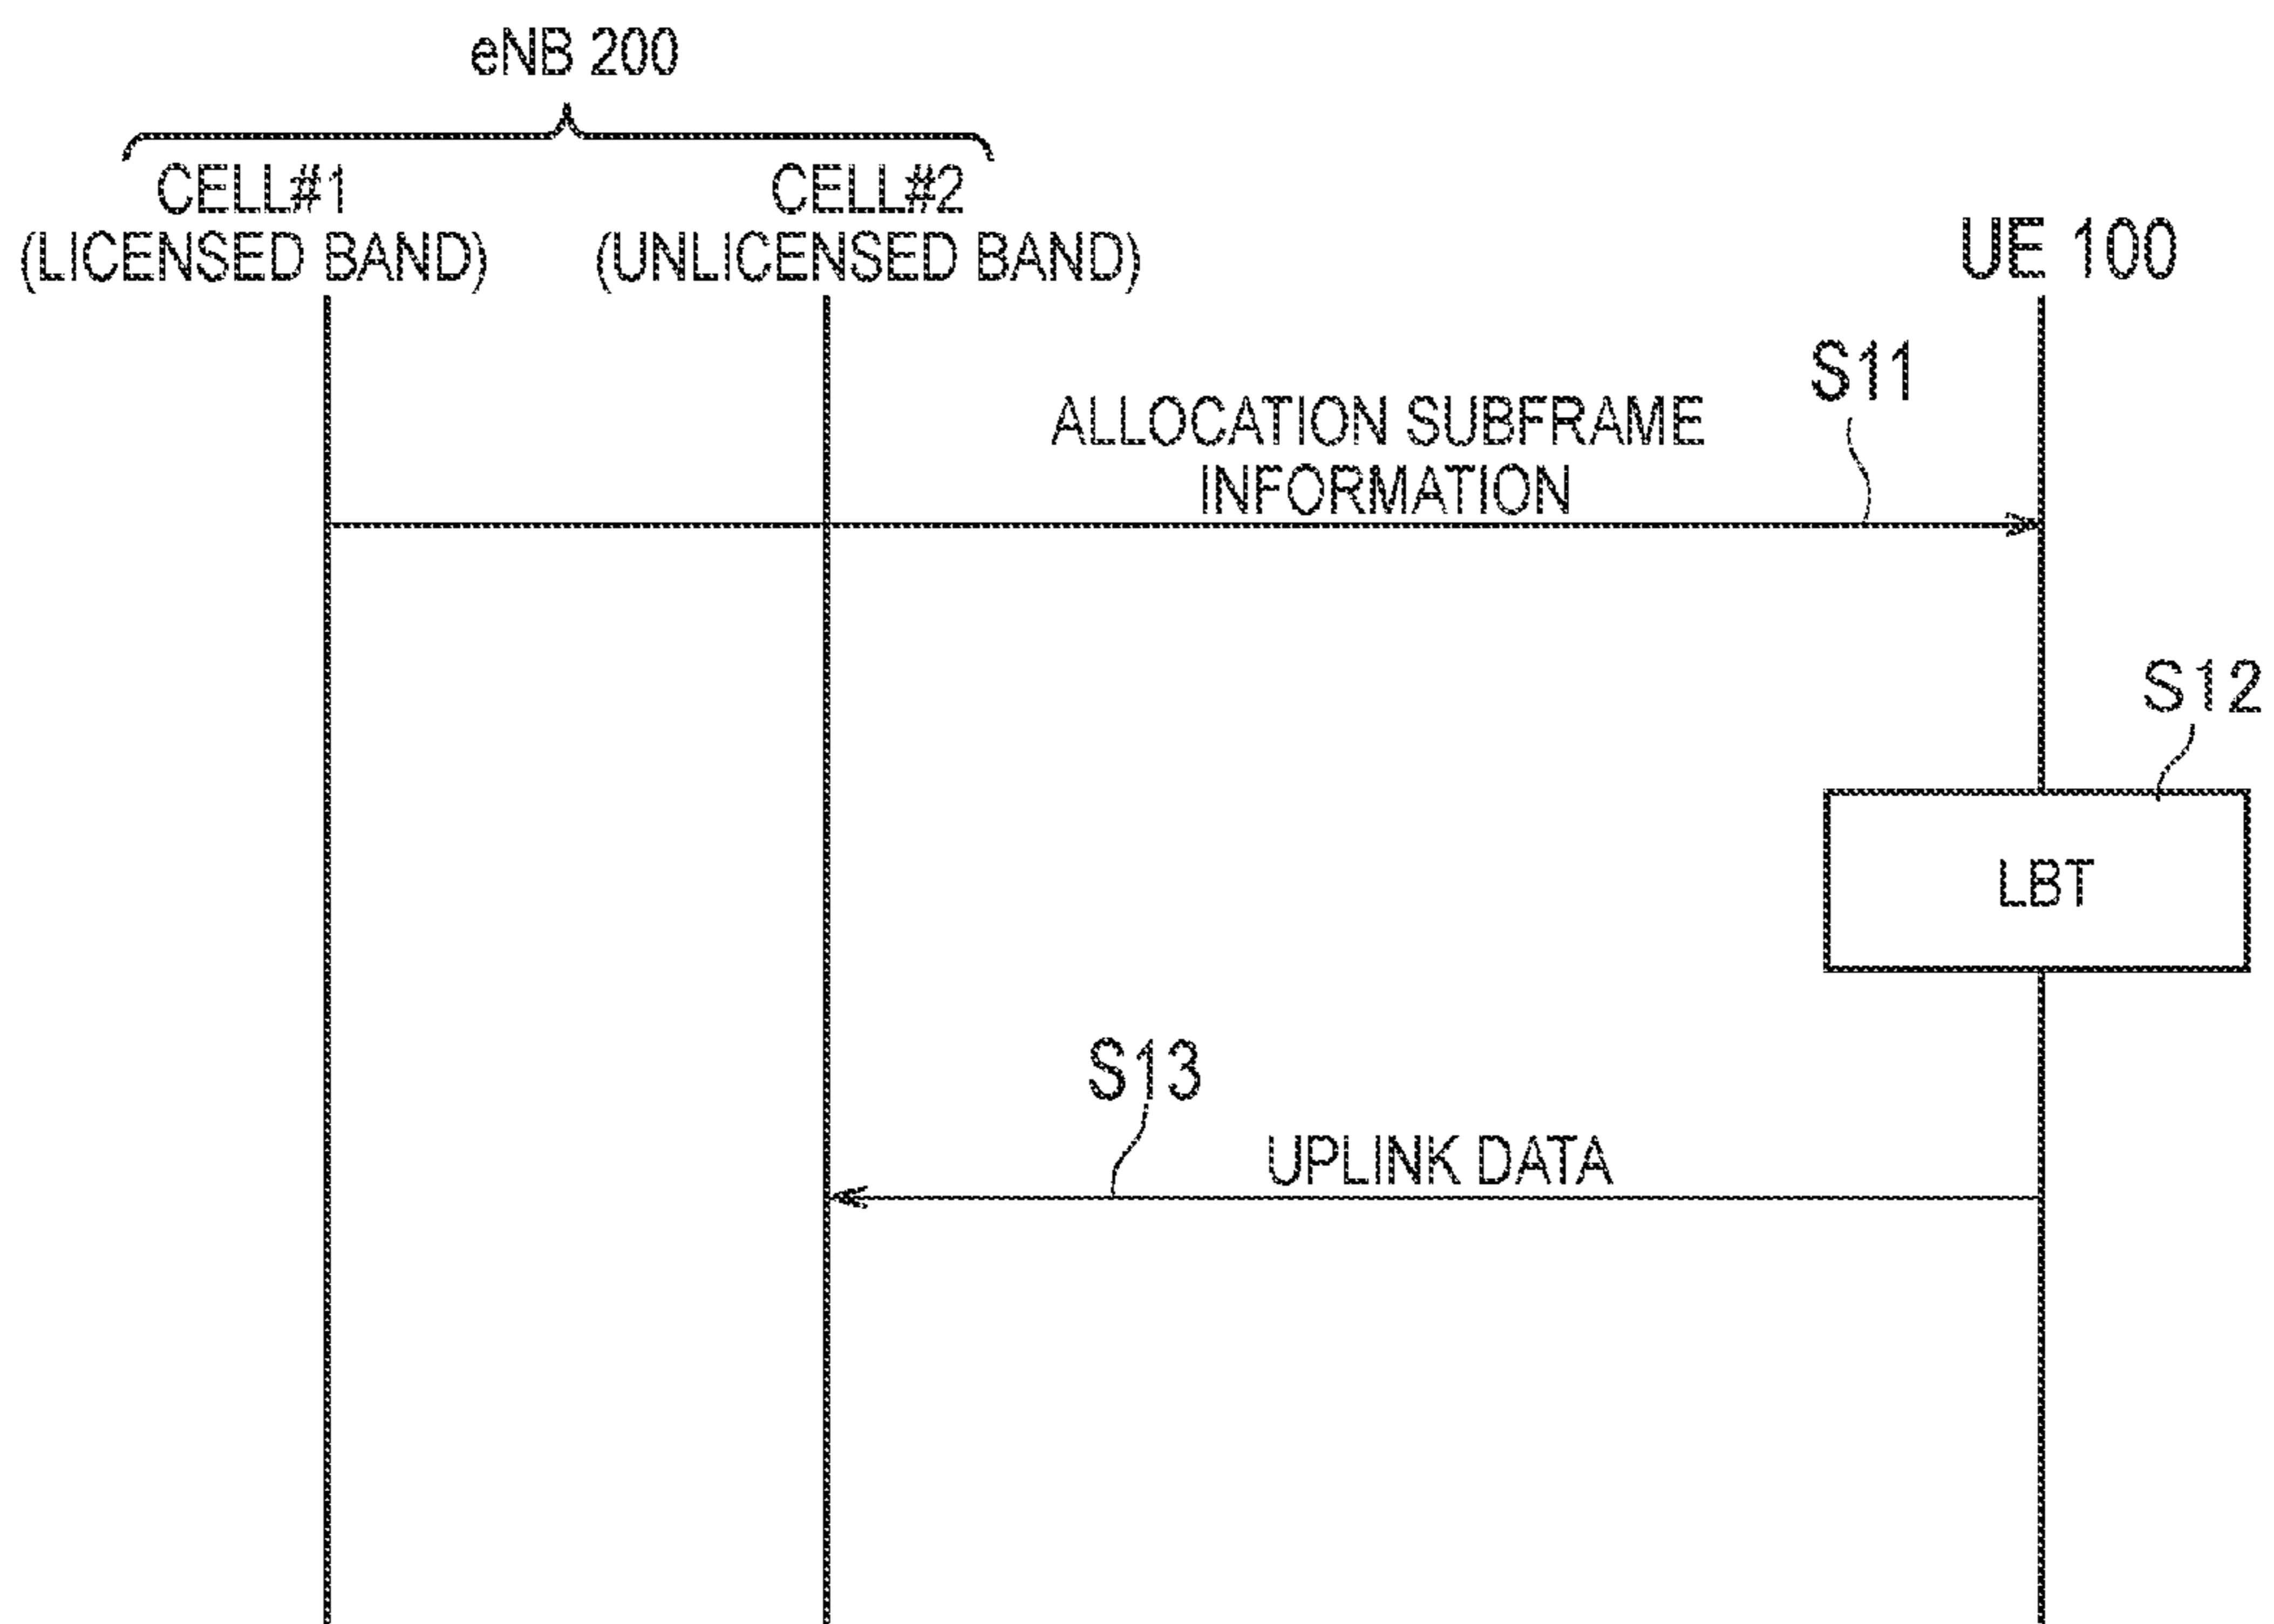 eNB 200
CELL#1
(LICENSED BAND)
CELL#2
(UNLICENSED BAND)
UE 100
S11
ALLOCATION SUBFRAME
INFORMATION
S12
LBT
S13
UPLINK DATA